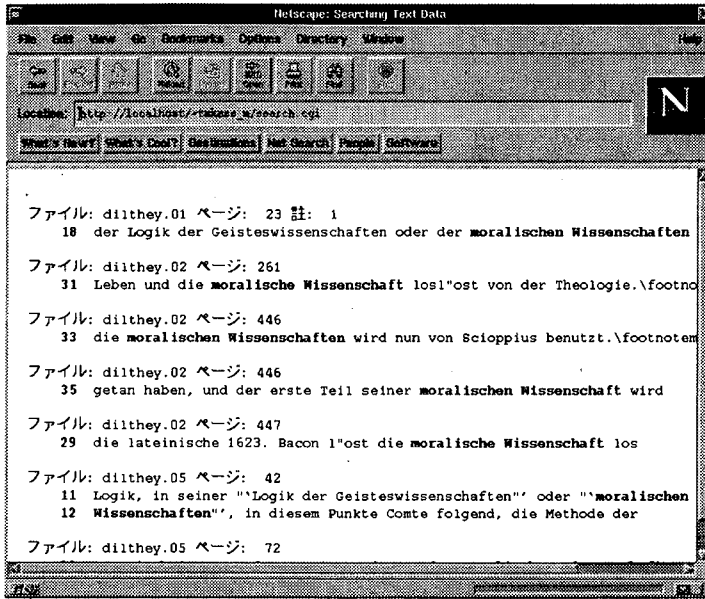 Netscape: Searching Text Data
File Edit View Go Bookmarks Options Directory Window Help
Back Reload Open Print Find
Location: http://localhost/~takase_m/search.cgi
What's New? What's Cool? Destinations Net Search People Software
N
ファイル: dilthey.01 ページ: 23 註: 1
18 der Logik der Geisteswissenschaften oder der moralischen Wissenschaften
ファイル: dilthey.02 ページ: 261
31 Leben und die moralische Wissenschaft losl"ost von der Theologie.\footno
ファイル: dilthey.02 ページ: 446
33 die moralischen Wissenschaften wird nun von Scioppius benutzt.\footnotem
ファイル: dilthey.02 ページ: 446
35 getan haben, und der erste Teil seiner moralischen Wissenschaft wird
ファイル: dilthey.02 ページ: 447
29 die lateinische 1623. Bacon l"ost die moralische Wissenschaft los
ファイル: dilthey.05 ページ: 42
11 Logik, in seiner "`Logik der Geisteswissenschaften"' oder "`moralischen
12 Wissenschaften"', in diesem Punkte Comte folgend, die Methode der
ファイル: dilthey.05 ページ: 72